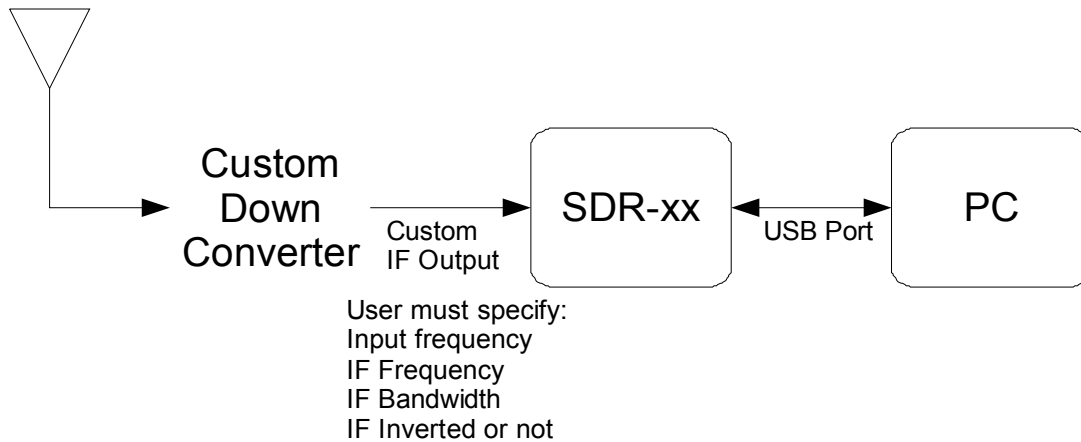 Custom
Down
Converter
Custom
IF Output
SDR-xx
USB Port
PC
User must specify:
Input frequency
IF Frequency
IF Bandwidth
IF Inverted or not